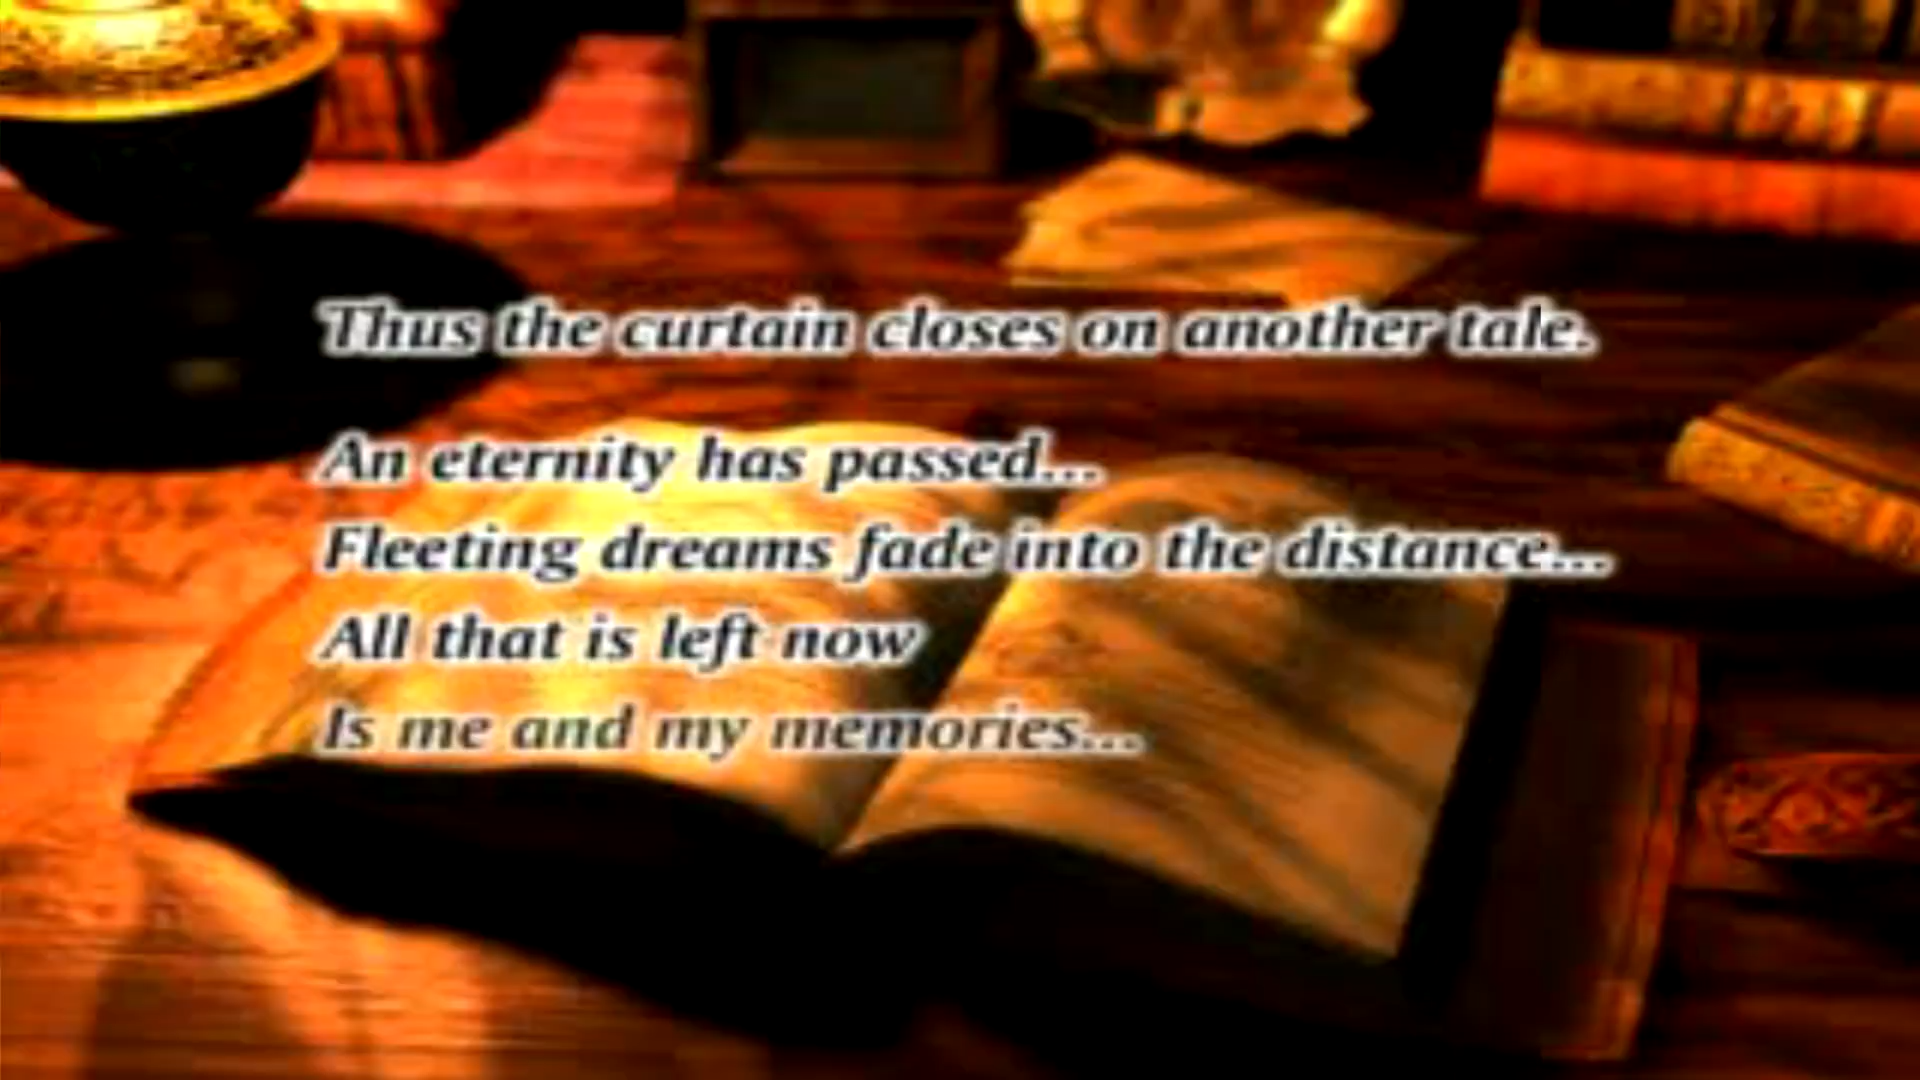 Thus the curtain closes on another tale.
An eternity has passed...
Fleeting dreams fade into the distance...
All that is left now
Is me and my memories...